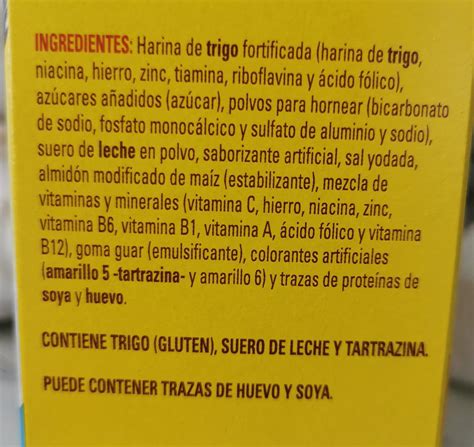 INGREDIENTES: Harina de trigo fortificada (harina de trigo,
niacina, hierro, zinc, tiamina, riboflavina y ácido fólico),
azúcares añadidos (azúcar), polvos para hornear (bicarbonato
de sodio, fosfato monocálcico y sulfato de aluminio y sodio),
suero de leche en polvo, saborizante artificial, sal yodada,
almidón modificado de maíz (estabilizante), mezcla de
vitaminas y minerales (vitamina C, hierro, niacina, zinc,
vitamina B6, vitamina B1, vitamina A, ácido fólico y vitamina
B12), goma guar (emulsificante), colorantes artificiales
(amarillo 5 -tartrazina- y amarillo 6) y trazas de proteínas de
soya y huevo.
CONTIENE TRIGO (GLUTEN), SUERO DE LECHE Y TARTRAZINA.
PUEDE CONTENER TRAZAS DE HUEVO Y SOYA.